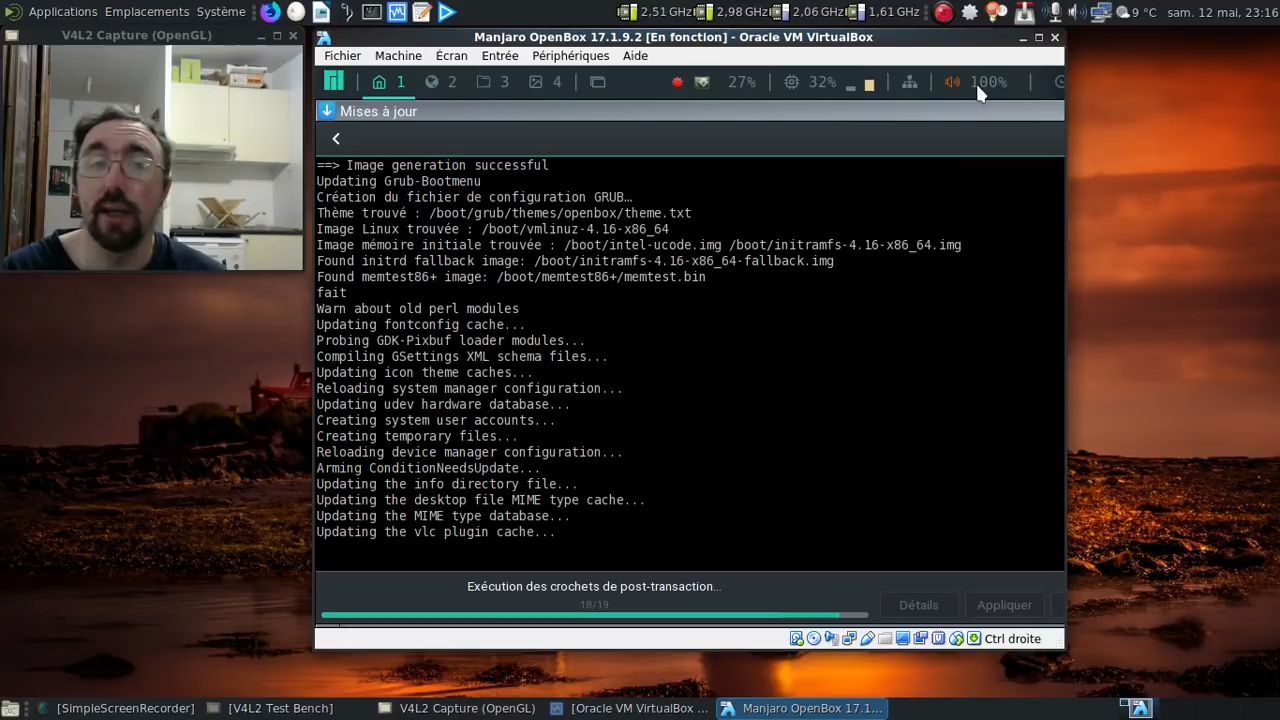 Applications Emplacements Système
2,51 GHz 2,98 GHz 2,06 GHz 1,61 GHz 9 °C sam. 12 mai, 23:16
V4L2 Capture (OpenGL)
Manjaro OpenBox 17.1.9.2 [En fonction] - Oracle VM VirtualBox
Fichier Machine Écran Entrée Périphériques Aide
1 2 3 4 27% 32% 100%
Mises à jour
==> Image generation successful
Updating Grub-Bootmenu
Création du fichier de configuration GRUB…
Thème trouvé : /boot/grub/themes/openbox/theme.txt
Image Linux trouvée : /boot/vmlinuz-4.16-x86_64
Image mémoire initiale trouvée : /boot/intel-ucode.img /boot/initramfs-4.16-x86_64.img
Found initrd fallback image: /boot/initramfs-4.16-x86_64-fallback.img
Found memtest86+ image: /boot/memtest86+/memtest.bin
fait
Warn about old perl modules
Updating fontconfig cache...
Probing GDK-Pixbuf loader modules...
Compiling GSettings XML schema files...
Updating icon theme caches...
Reloading system manager configuration...
Updating udev hardware database...
Creating system user accounts...
Creating temporary files...
Reloading device manager configuration...
Arming ConditionNeedsUpdate...
Updating the info directory file...
Updating the desktop file MIME type cache...
Updating the MIME type database...
Updating the vlc plugin cache...
Exécution des crochets de post-transaction...
18/19
Détails Appliquer
Ctrl droite
[SimpleScreenRecorder] [V4L2 Test Bench] V4L2 Capture (OpenGL) [Oracle VM VirtualBox ... Manjaro OpenBox 17.1...